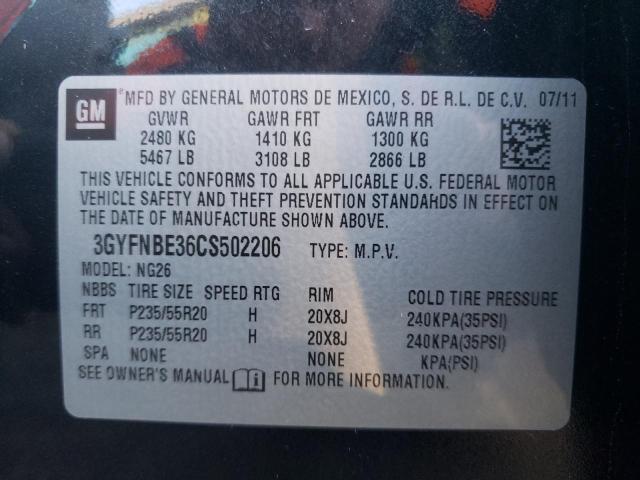 GM
® MFD BY GENERAL MOTORS DE MEXICO, S. DE R.L. DE C.V. 07/11
GVWR GAWR FRT GAWR RR
2480 KG 1410 KG 1300 KG
5467 LB 3108 LB 2866 LB
THIS VEHICLE CONFORMS TO ALL APPLICABLE U.S. FEDERAL MOTOR
VEHICLE SAFETY AND THEFT PREVENTION STANDARDS IN EFFECT ON
THE DATE OF MANUFACTURE SHOWN ABOVE.
3GYFNBE36CS502206 TYPE: M.P.V.
MODEL: NG26
NBBS TIRE SIZE SPEED RTG RIM COLD TIRE PRESSURE
FRT P235/55R20 H 20X8J 240KPA(35PSI)
RR P235/55R20 H 20X8J 240KPA(35PSI)
SPA NONE NONE KPA(PSI)
SEE OWNER'S MANUAL i FOR MORE INFORMATION.